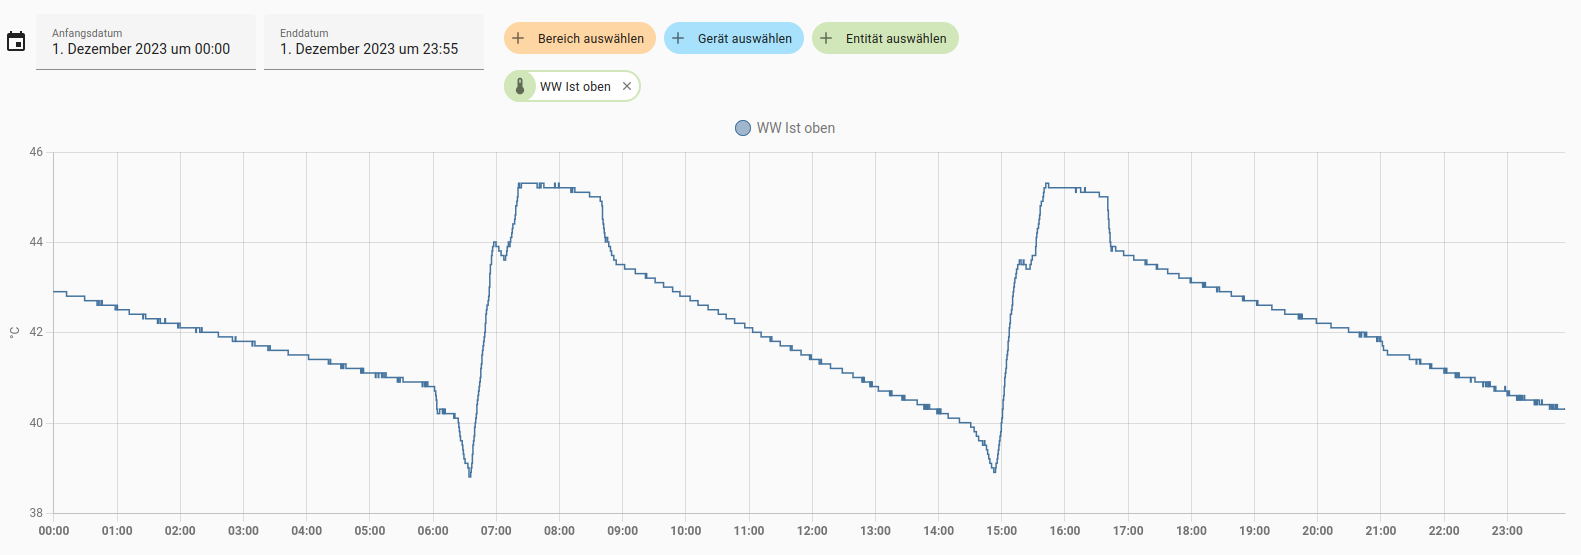 Anfangsdatum
1. Dezember 2023 um 00:00
Enddatum
1. Dezember 2023 um 23:55
Bereich auswählen
Gerät auswählen
Entität auswählen
WW Ist oben
WW Ist oben
46
44
42
°C
40
38
00:00 01:00 02:00 03:00 04:00 05:00 06:00 07:00 08:00 09:00 10:00 11:00 12:00 13:00 14:00 15:00 16:00 17:00 18:00 19:00 20:00 21:00 22:00 23:00